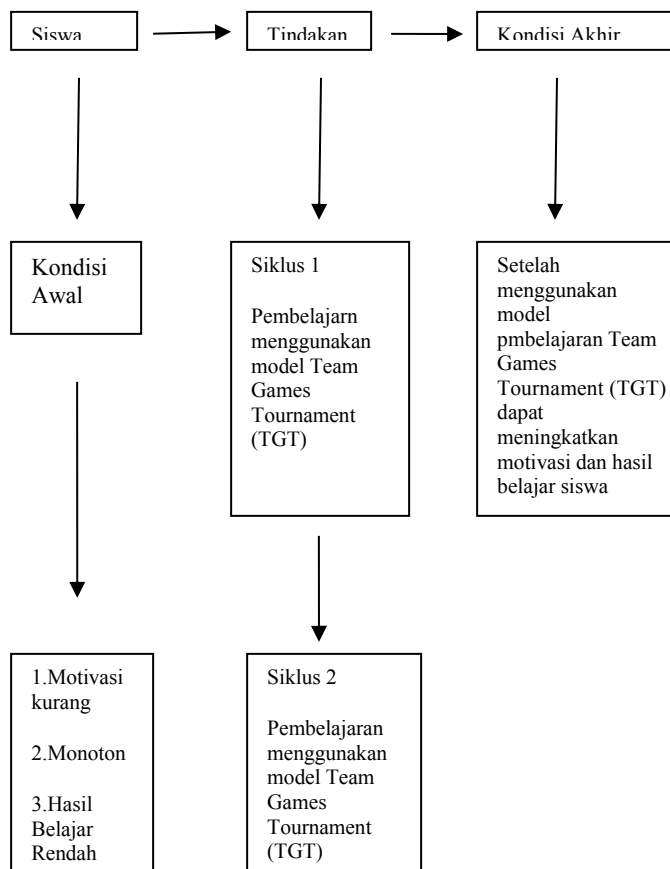 Siswa
Tindakan
Kondisi Akhir
Kondisi
Awal
Siklus 1
Pembelajarn
menggunakan
model Team
Games
Tournament
(TGT)
Setelah
menggunakan
model
pmbelajaran Team
Games
Tournament (TGT)
dapat
meningkatkan
motivasi dan hasil
belajar siswa
1.Motivasi
kurang
2.Monoton
3.Hasil
Belajar
Rendah
Siklus 2
Pembelajaran
menggunakan
model Team
Games
Tournament
(TGT)